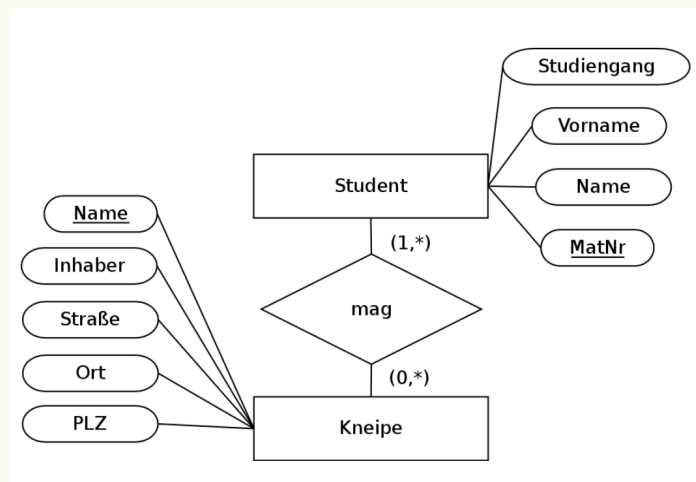 Studiengang
Vorname
Student
Name
MatNr
(1,*)
Name
Inhaber
Straße
Ort
PLZ
mag
(0,*)
Kneipe